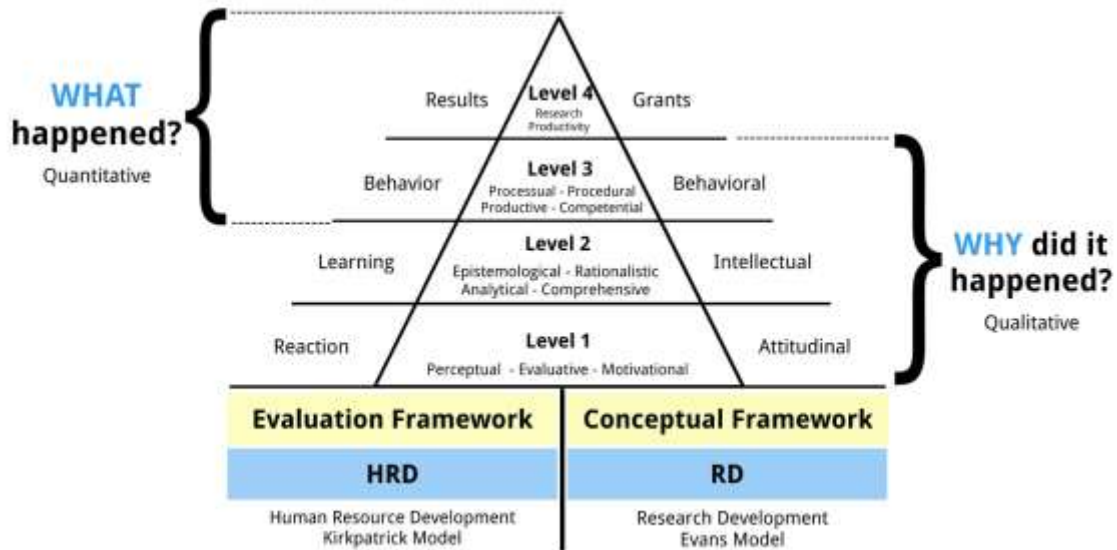 WHAT
happened?
Quantitative
Results
Level 4
Research
Productivity
Grants
Behavior
Level 3
Processual - Procedural
Productive - Competential
Behavioral
Learning
Level 2
Epistemological - Rationalistic
Analytical - Comprehensive
Intellectual
Reaction
Level 1
Perceptual - Evaluative - Motivational
Attitudinal
WHY did it
happened?
Qualitative
Evaluation Framework
Conceptual Framework
HRD
RD
Human Resource Development
Kirkpatrick Model
Research Development
Evans Model